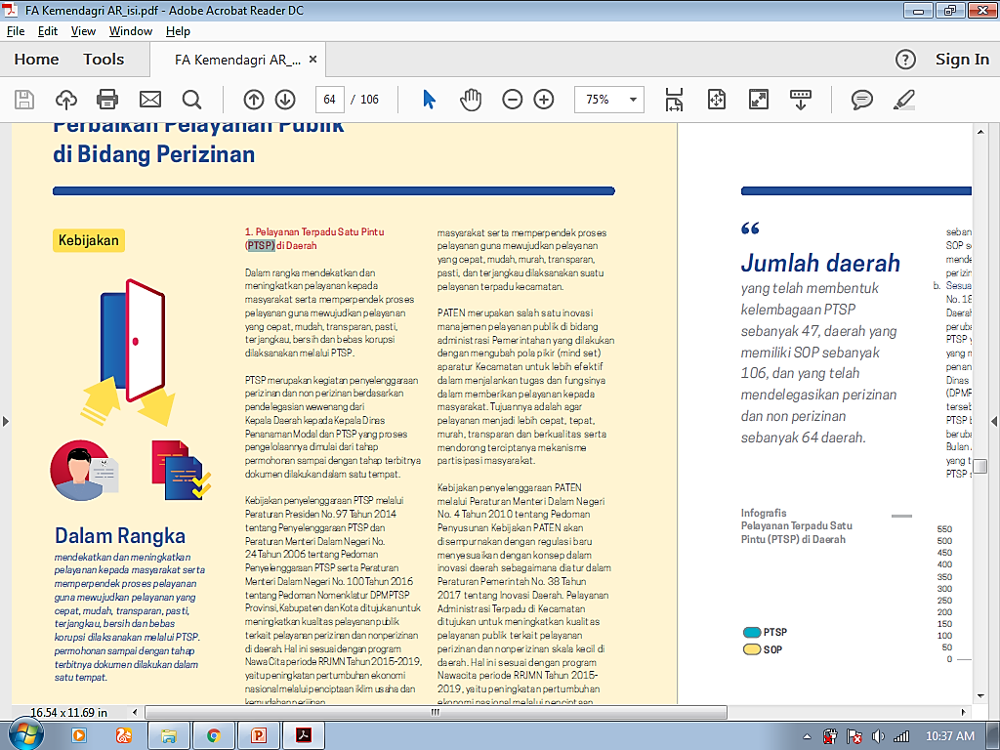 FA Kemendagri AR_isi.pdf - Adobe Acrobat Reader DC
File Edit View Window Help
Home Tools FA Kemendagri AR_... × Sign In
64 / 106 75%
Perbaikan Pelayanan Publik
di Bidang Perizinan
Kebijakan
Dalam Rangka
mendekatkan dan meningkatkan
pelayanan kepada masyarakat serta
memperpendek proses pelayanan
guna mewujudkan pelayanan yang
cepat, mudah, transparan, pasti,
terjangkau, bersih dan bebas
korupsi dilaksanakan melalui PTSP.
permohonan sampai dengan tahap
terbitnya dokumen dilakukan dalam
satu tempat.
1. Pelayanan Terpadu Satu Pintu
(PTSP) di Daerah
Dalam rangka mendekatkan dan
meningkatkan pelayanan kepada
masyarakat serta memperpendek proses
pelayanan guna mewujudkan pelayanan
yang cepat, mudah, transparan, pasti,
terjangkau, bersih dan bebas korupsi
dilaksanakan melalui PTSP.
PTSP merupakan kegiatan penyelenggaraan
perizinan dan non perizinan berdasarkan
pendelegasian wewenang dari
Kepala Daerah kepada Kepala Dinas
Penanaman Modal dan PTSP yang proses
pengelolaannya dimulai dari tahap
permohonan sampai dengan tahap terbitnya
dokumen dilakukan dalam satu tempat.
Kebijakan penyelenggaraan PTSP melalui
Peraturan Presiden No. 97 Tahun 2014
tentang Penyelenggaraan PTSP dan
Peraturan Menteri Dalam Negeri No.
24 Tahun 2006 tentang Pedoman
Penyelenggaraan PTSP serta Peraturan
Menteri Dalam Negeri No. 100 Tahun 2016
tentang Pedoman Nomenklatur DPMPTSP
Provinsi, Kabupaten dan Kota ditujukan untuk
meningkatkan kualitas pelayanan publik
terkait pelayanan perizinan dan nonperizinan
di daerah. Hal ini sesuai dengan program
Nawa Cita periode RRJMN Tahun 2015-2019,
yaitu peningkatan pertumbuhan ekonomi
nasional melalui penciptaan iklim usaha dan
kemudahan perijinan
masyarakat serta memperpendek proses
pelayanan guna mewujudkan pelayanan
yang cepat, mudah, murah, transparan,
pasti, dan terjangkau dilaksanakan suatu
pelayanan terpadu kecamatan.
PATEN merupakan salah satu inovasi
manajemen pelayanan publik di bidang
administrasi Pemerintahan yang dilakukan
dengan mengubah pola pikir (mind set)
aparatur Kecamatan untuk lebih efektif
dalam menjalankan tugas dan fungsinya
dalam memberikan pelayanan kepada
masyarakat. Tujuannya adalah agar
pelayanan menjadi lebih cepat, tepat,
murah, transparan dan berkualitas serta
mendorong terciptanya mekanisme
partisipasi masyarakat.
Kebijakan penyelenggaraan PATEN
melalui Peraturan Menteri Dalam Negeri
No. 4 Tahun 2010 tentang Pedoman
Penyusunan Kebijakan PATEN akan
disempurnakan dengan regulasi baru
menyesuaikan dengan konsep dalam
inovasi daerah sebagaimana diatur dalam
Peraturan Pemerintah No. 38 Tahun
2017 tentang Inovasi Daerah. Pelayanan
Administrasi Terpadu di Kecamatan
ditujukan untuk meningkatkan kualitas
pelayanan publik terkait pelayanan
perizinan dan nonperizinan skala kecil di
daerah. Hal ini sesuai dengan program
Nawacita periode RRJMN Tahun 2015-
2019, yaitu peningkatan pertumbuhan
ekonomi nasional melalui penciptaan
“
Jumlah daerah
yang telah membentuk
kelembagaan PTSP
sebanyak 47, daerah yang
memiliki SOP sebanyak
106, dan yang telah
mendelegasikan perizinan
dan non perizinan
sebanyak 64 daerah.
Infografis
Pelayanan Terpadu Satu
Pintu (PTSP) di Daerah
PTSP
SOP
550
500
450
400
350
300
250
200
150
100
50
0
seban
SOP s
mende
perizin
b. Sesua
No. 18
Daerah
peruba
PTSP y
yang m
penan
Dinas
(DPMP
terseb
PTSP b
beruba
Bulan
yang t
PTSP s
16.54 x 11.69 in
10:37 AM